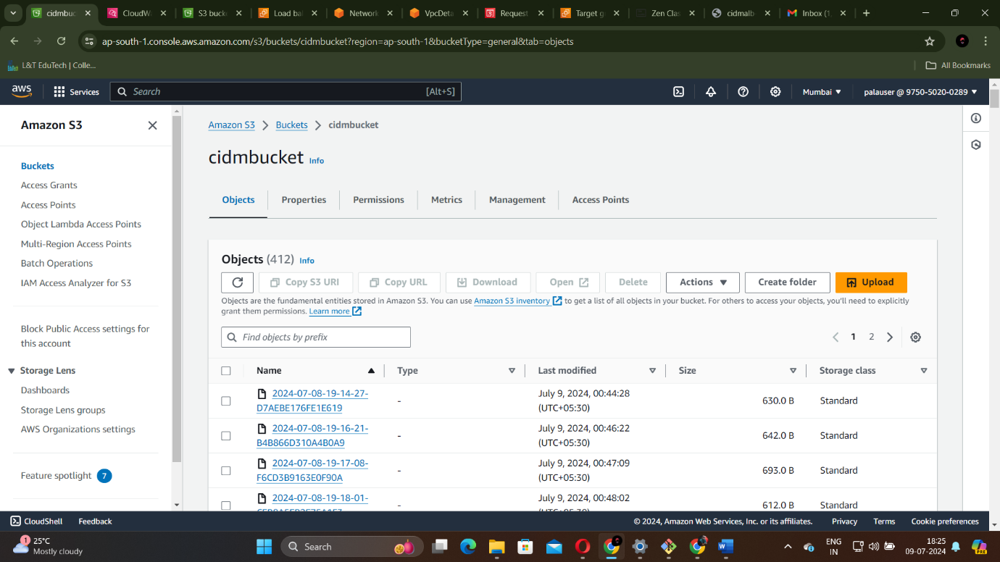 cidmbuc
CloudWa
S3 buck
Load bal
Network
VpcDeta
Request
Target g
Zen Clas
cidmalb
Inbox (1,
ap-south-1.console.aws.amazon.com/s3/buckets/cidmbucket?region=ap-south-1&bucketType=general&tab=objects
L&T EduTech | Colle...
All Bookmarks
aws
Services
Search
[Alt+S]
Mumbai
palauser @ 9750-5020-0289
Amazon S3
Buckets
Access Grants
Access Points
Object Lambda Access Points
Multi-Region Access Points
Batch Operations
IAM Access Analyzer for S3
Block Public Access settings for
this account
Storage Lens
Dashboards
Storage Lens groups
AWS Organizations settings
Feature spotlight 7
Amazon S3 > Buckets > cidmbucket
cidmbucket Info
Objects
Properties
Permissions
Metrics
Management
Access Points
Objects (412) Info
Copy S3 URI
Copy URL
Download
Open
Delete
Actions
Create folder
Upload
Objects are the fundamental entities stored in Amazon S3. You can use Amazon S3 inventory to get a list of all objects in your bucket. For others to access your objects, you'll need to explicitly
grant them permissions. Learn more
Find objects by prefix
1 2
Name Type Last modified Size Storage class
2024-07-08-19-14-27- - July 9, 2024, 00:44:28 630.0 B Standard
D7AEBE176FE1E619 (UTC+05:30)
2024-07-08-19-16-21- - July 9, 2024, 00:46:22 642.0 B Standard
B4B866D310A4B0A9 (UTC+05:30)
2024-07-08-19-17-08- - July 9, 2024, 00:47:09 693.0 B Standard
F6CD3B9163E0F90A (UTC+05:30)
2024-07-08-19-18-01- - July 9, 2024, 00:48:02 612.0 B Standard
CloudShell
Feedback
© 2024, Amazon Web Services, Inc. or its affiliates.
Privacy
Terms
Cookie preferences
1
25°C
Mostly cloudy
Search
ENG
IN
18:25
09-07-2024
PRE